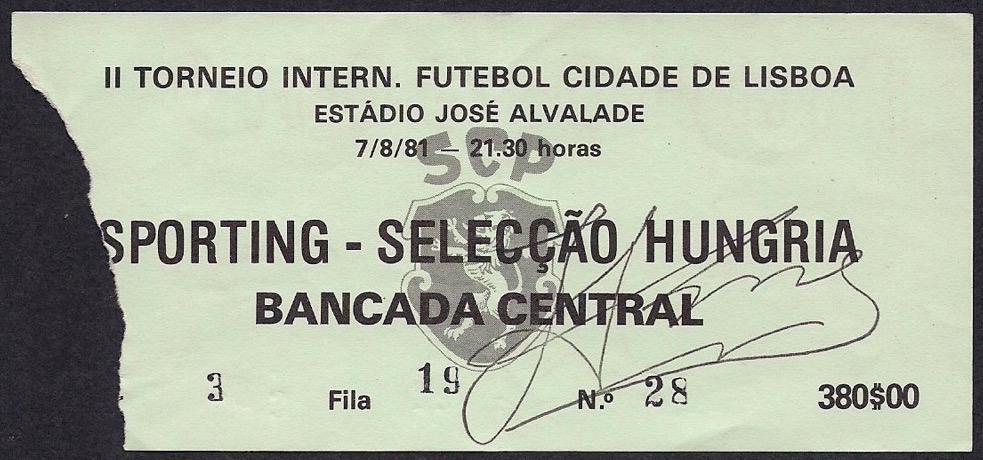 II TORNEIO INTERN. FUTEBOL CIDADE DE LISBOA
ESTÁDIO JOSÉ ALVALADE
7/8/81 — 21.30 horas
SCP
SPORTING - SELECÇÃO HUNGRIA
BANCADA CENTRAL
3 Fila 19 N.º 28 380$00